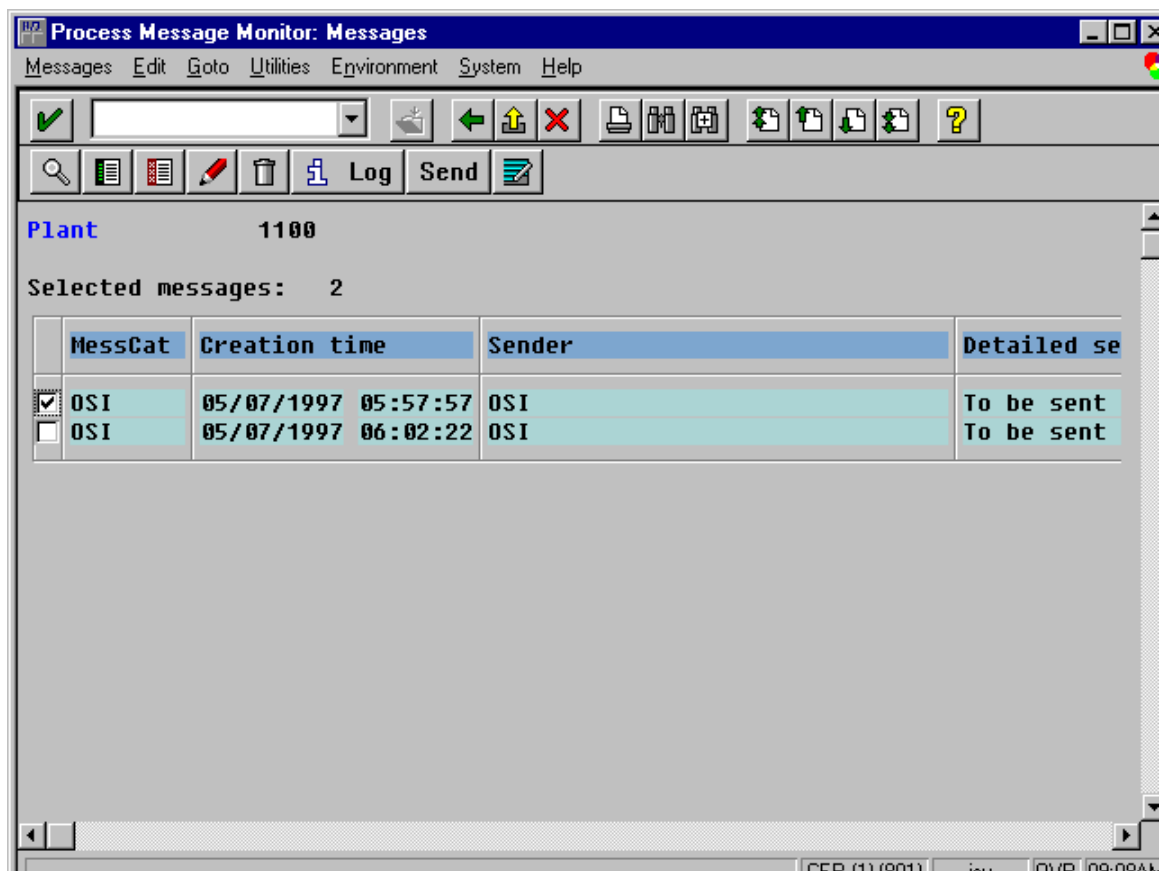 Process Message Monitor: Messages
Messages Edit Goto Utilities Environment System Help
Log Send
Plant 1100
Selected messages: 2
MessCat Creation time Sender Detailed se
OSI 05/07/1997 05:57:57 OSI To be sent
OSI 05/07/1997 06:02:22 OSI To be sent
OVR